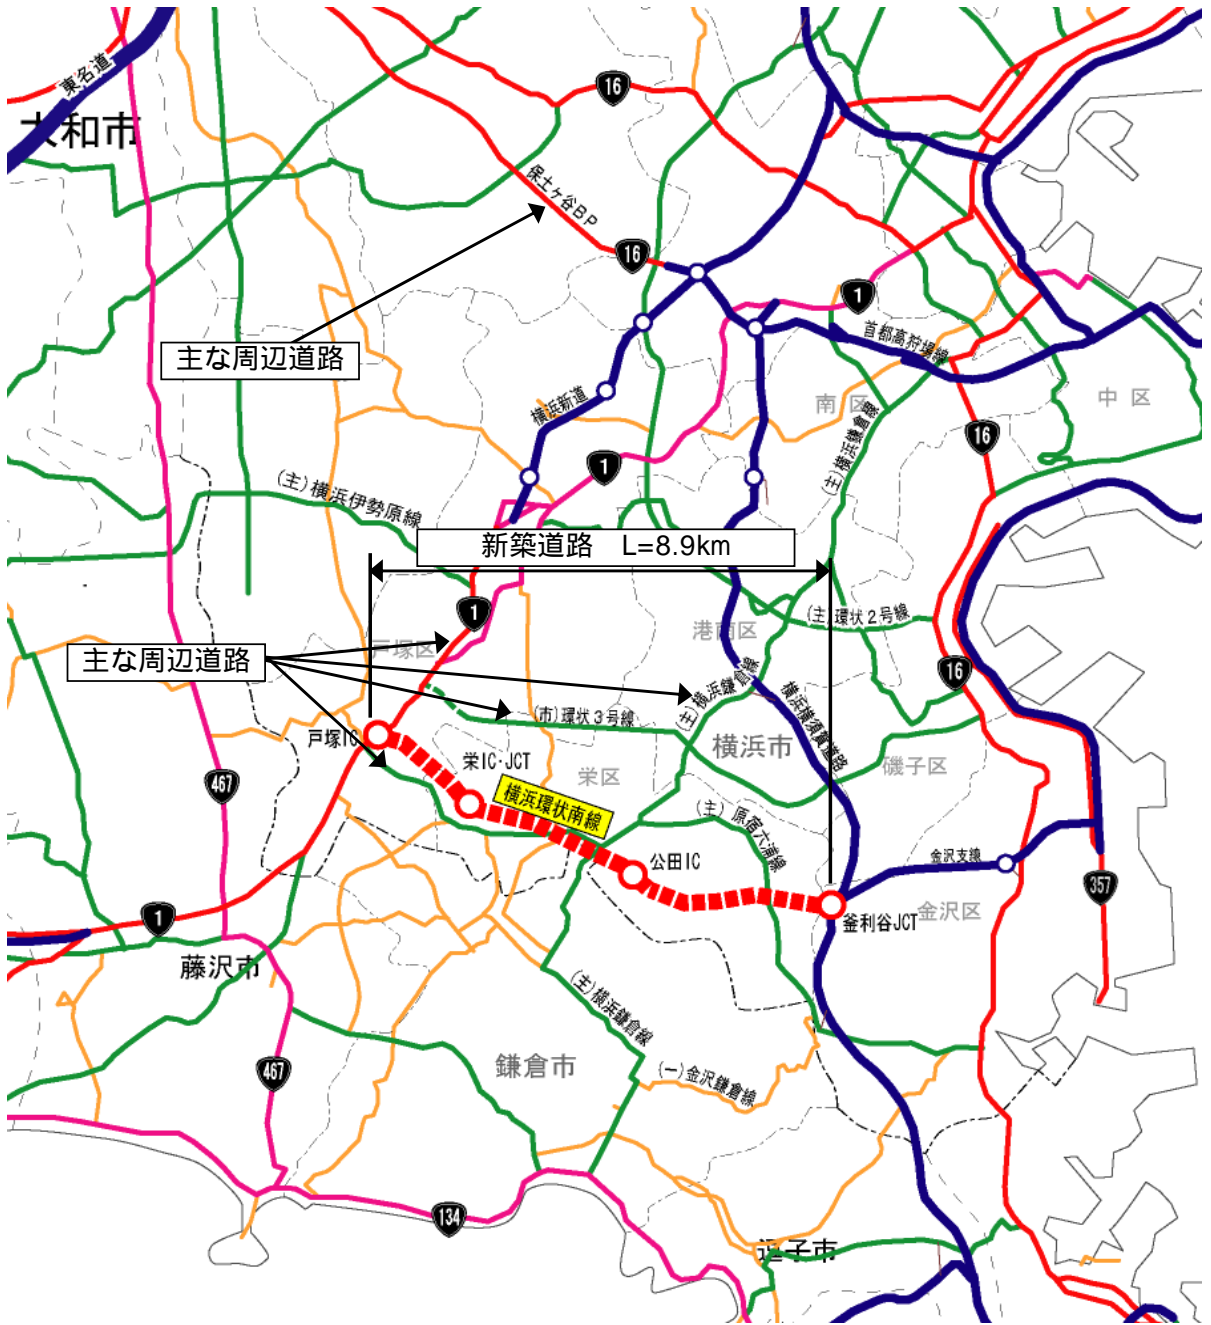 東名道
大和市
16
保土ヶ谷BP
16
1
主な周辺道路
首都高狩場線
横浜新道
南区
中区
(主)横浜鎌倉線
16
1
(主)横浜伊勢原線
新築道路 L=8.9km
1
(主)環状2号線
港南区
戸塚区
主な周辺道路
16
(主)横浜鎌倉線
横浜横須賀道路
(市)環状3号線
戸塚IC
栄IC・JCT
横浜市
栄区
磯子区
467
横浜環状南線
(主)原宿六浦線
公田IC
金沢支線
357
1
金沢区
釜利谷JCT
藤沢市
(主)横浜鎌倉線
467
鎌倉市
(一)金沢鎌倉線
134
逗子市